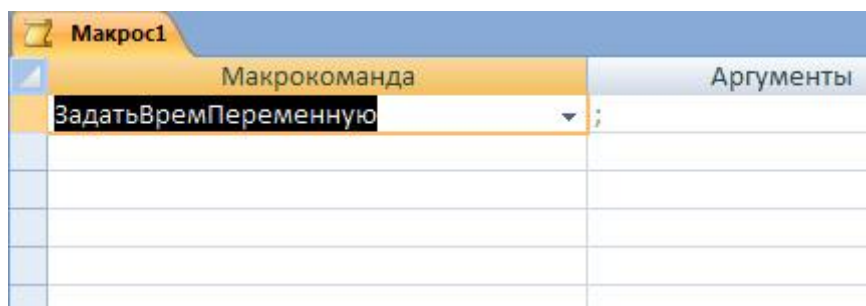 Макрос1
Макрокоманда Аргументы
ЗадатьВремПеременную ;